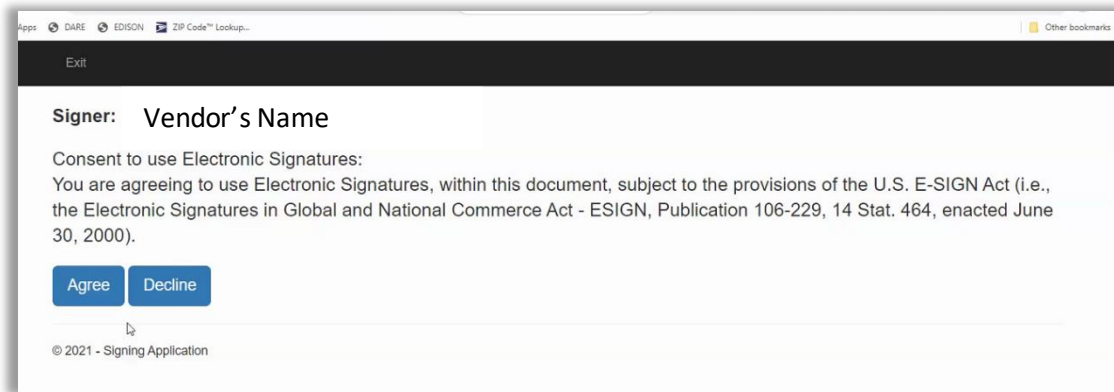 Apps DARE EDISON ZIP Code™ Lookup... Other bookmarks
Exit
Signer: Vendor's Name
Consent to use Electronic Signatures:
You are agreeing to use Electronic Signatures, within this document, subject to the provisions of the U.S. E-SIGN Act (i.e.,
the Electronic Signatures in Global and National Commerce Act - ESIGN, Publication 106-229, 14 Stat. 464, enacted June
30, 2000).
Agree Decline
© 2021 - Signing Application